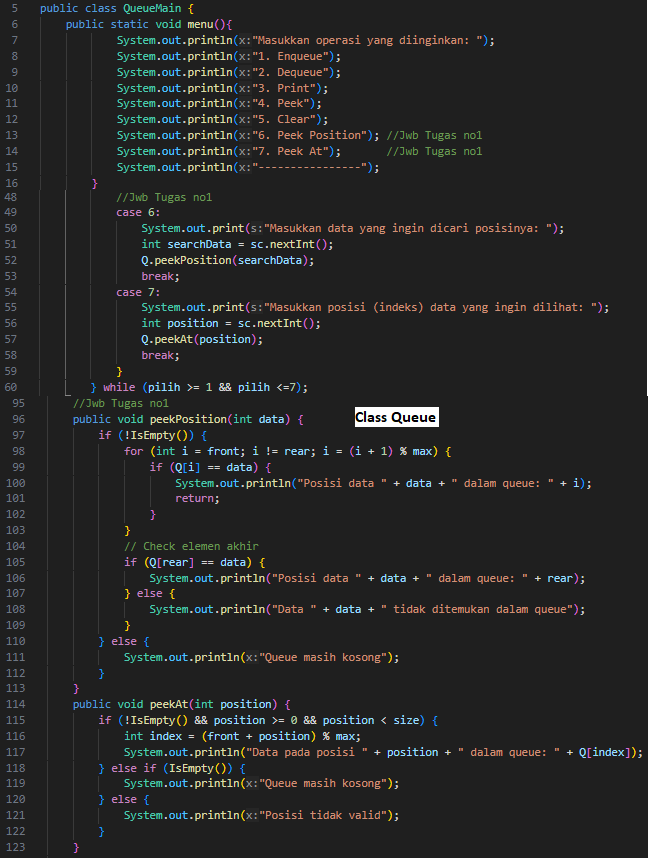 5 public class QueueMain {
6 public static void menu(){
7 System.out.println(x:"Masukkan operasi yang diinginkan: ");
8 System.out.println(x:"1. Enqueue");
9 System.out.println(x:"2. Dequeue");
10 System.out.println(x:"3. Print");
11 System.out.println(x:"4. Peek");
12 System.out.println(x:"5. Clear");
13 System.out.println(x:"6. Peek Position"); //Jwb Tugas no1
14 System.out.println(x:"7. Peek At"); //Jwb Tugas no1
15 System.out.println(x:"----------------");
16 }
48 //Jwb Tugas no1
49 case 6:
50 System.out.print(s:"Masukkan data yang ingin dicari posisinya: ");
51 int searchData = sc.nextInt();
52 Q.peekPosition(searchData);
53 break;
54 case 7:
55 System.out.print(s:"Masukkan posisi (indeks) data yang ingin dilihat: ");
56 int position = sc.nextInt();
57 Q.peekAt(position);
58 break;
59 }
60 } while (pilih >= 1 && pilih <=7);
95 //Jwb Tugas no1
96 public void peekPosition(int data) {
Class Queue
97 if (!IsEmpty()) {
98 for (int i = front; i != rear; i = (i + 1) % max) {
99 if (Q[i] == data) {
100 System.out.println("Posisi data " + data + " dalam queue: " + i);
101 return;
102 }
103 }
104 // Check elemen akhir
105 if (Q[rear] == data) {
106 System.out.println("Posisi data " + data + " dalam queue: " + rear);
107 } else {
108 System.out.println("Data " + data + " tidak ditemukan dalam queue");
109 }
110 } else {
111 System.out.println(x:"Queue masih kosong");
112 }
113 }
114 public void peekAt(int position) {
115 if (!IsEmpty() && position >= 0 && position < size) {
116 int index = (front + position) % max;
117 System.out.println("Data pada posisi " + position + " dalam queue: " + Q[index]);
118 } else if (IsEmpty()) {
119 System.out.println(x:"Queue masih kosong");
120 } else {
121 System.out.println(x:"Posisi tidak valid");
122 }
123 }